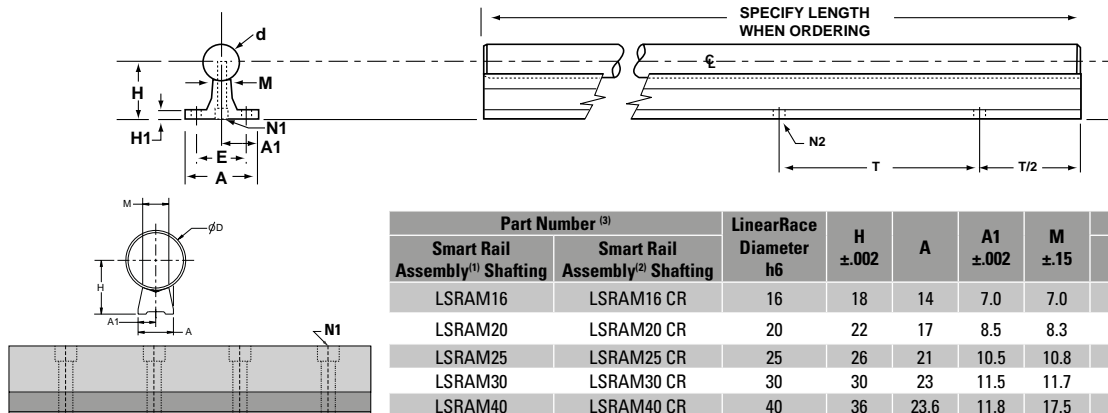 SPECIFY LENGTH
WHEN ORDERING
d
H
M
H1
N1
A1
E
A
℄
N2
T
T/2
M
ØD
H
A1
A
N1
Part Number (3)
LinearRace Diameter h6
H ±.002
A
A1 ±.002
M ±.15
Smart Rail Assembly(1) Shafting
Smart Rail Assembly(2) Shafting
LSRAM16 LSRAM16 CR 16 18 14 7.0 7.0
LSRAM20 LSRAM20 CR 20 22 17 8.5 8.3
LSRAM25 LSRAM25 CR 25 26 21 10.5 10.8
LSRAM30 LSRAM30 CR 30 30 23 11.5 11.7
LSRAM40 LSRAM40 CR 40 36 23.6 11.8 17.5